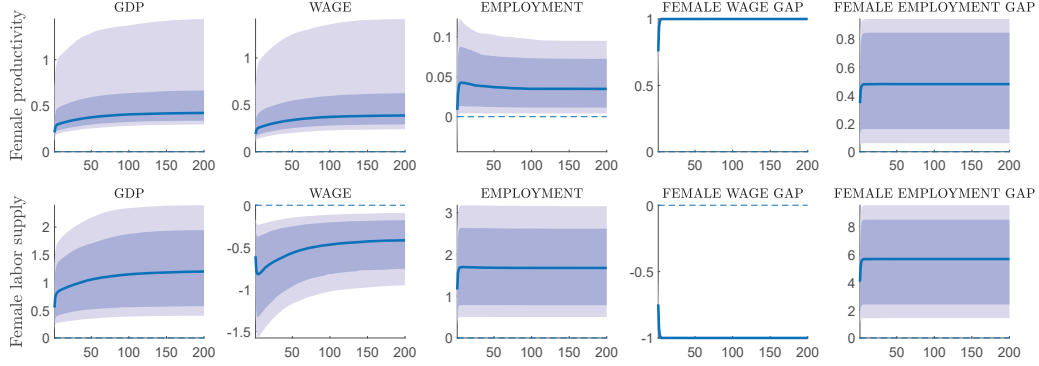 GDP
WAGE
EMPLOYMENT
FEMALE WAGE GAP
FEMALE EMPLOYMENT GAP
Female productivity
1
0.5
0
50 100 150 200
1
0.5
0
50 100 150 200
0.1
0.05
0
50 100 150 200
1
0.5
0
50 100 150 200
0.8
0.6
0.4
0.2
0
50 100 150 200
GDP
WAGE
EMPLOYMENT
FEMALE WAGE GAP
FEMALE EMPLOYMENT GAP
Female labor supply
2
1.5
1
0.5
0
50 100 150 200
0
-0.5
-1
-1.5
50 100 150 200
3
2
1
0
50 100 150 200
0
-0.5
-1
50 100 150 200
8
6
4
2
0
50 100 150 200